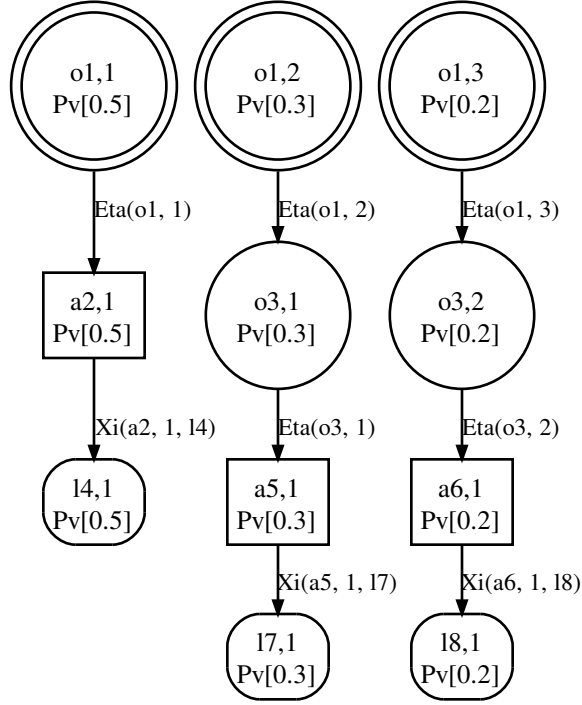 o1,1
Pv[0.5]
o1,2
Pv[0.3]
o1,3
Pv[0.2]
Eta(o1, 1)
Eta(o1, 2)
Eta(o1, 3)
a2,1
Pv[0.5]
o3,1
Pv[0.3]
o3,2
Pv[0.2]
Xi(a2, 1, l4)
Eta(o3, 1)
Eta(o3, 2)
l4,1
Pv[0.5]
a5,1
Pv[0.3]
a6,1
Pv[0.2]
Xi(a5, 1, l7)
Xi(a6, 1, l8)
l7,1
Pv[0.3]
l8,1
Pv[0.2]